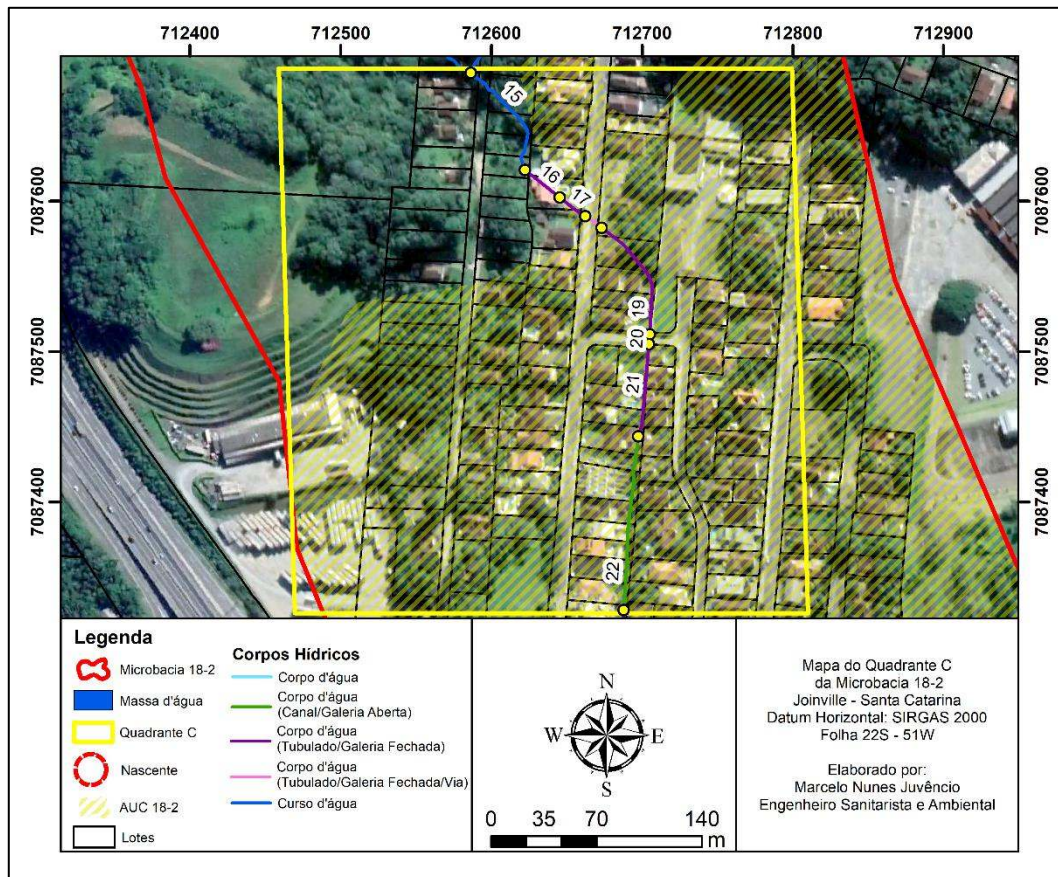 712400 712500 712600 712700 712800 712900
7087600 7087600
7087500 7087500
7087400 7087400
15
16
17
19
20
21
22
Legenda
Microbacia 18-2
Massa d'água
Quadrante C
Nascente
AUC 18-2
Lotes
Corpos Hídricos
Corpo d'água
Corpo d'água
(Canal/Galeria Aberta)
Corpo d'água
(Tubulado/Galeria Fechada)
Corpo d'água
(Tubulado/Galeria Fechada/Via)
Curso d'água
N
W E
S
0 35 70 140
m
Mapa do Quadrante C
da Microbacia 18-2
Joinville - Santa Catarina
Datum Horizontal: SIRGAS 2000
Folha 22S - 51W
Elaborado por:
Marcelo Nunes Juvêncio
Engenheiro Sanitarista e Ambiental